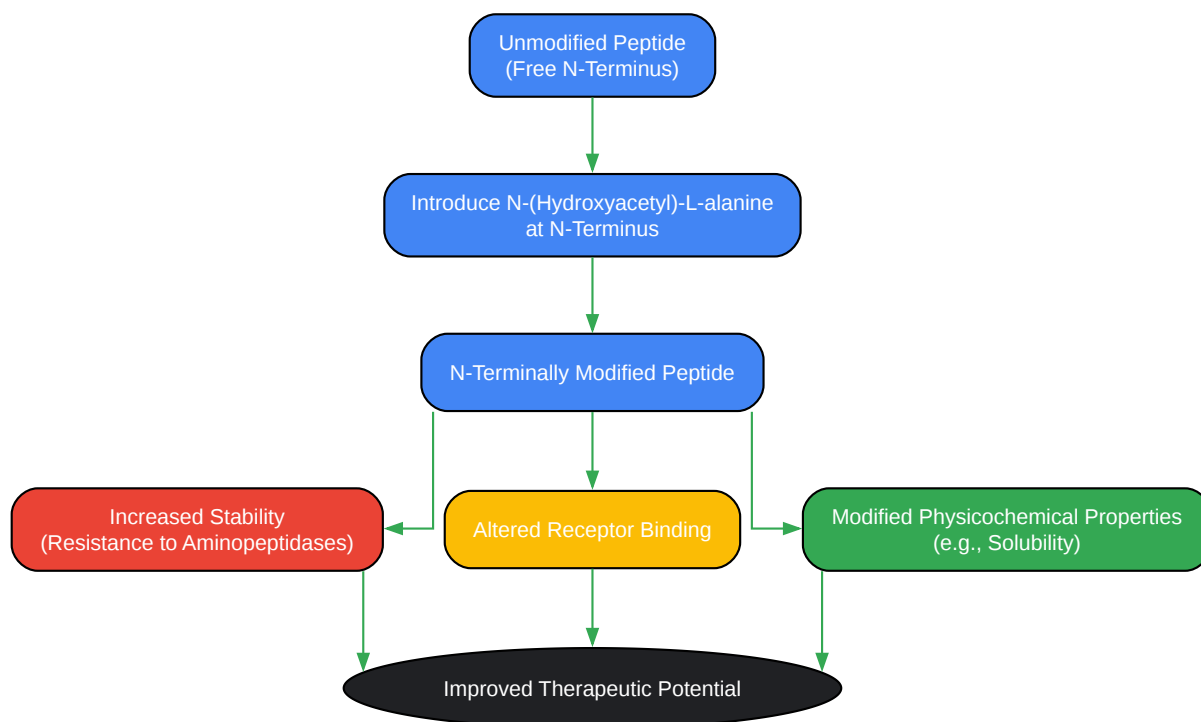 Unmodified Peptide
(Free N-Terminus)
Introduce N-(Hydroxyacetyl)-L-alanine
at N-Terminus
N-Terminally Modified Peptide
Increased Stability
(Resistance to Aminopeptidases)
Altered Receptor Binding
Modified Physicochemical Properties
(e.g., Solubility)
Improved Therapeutic Potential